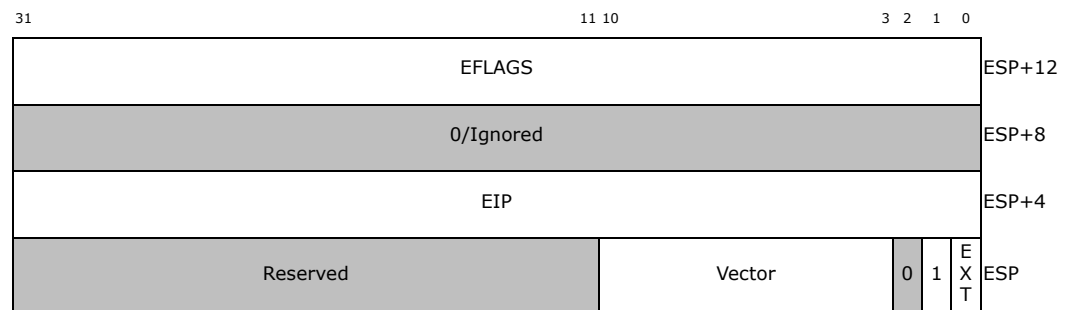 31 11 10 3 2 1 0
EFLAGS ESP+12
0/Ignored ESP+8
EIP ESP+4
Reserved Vector 0 1 EXT ESP